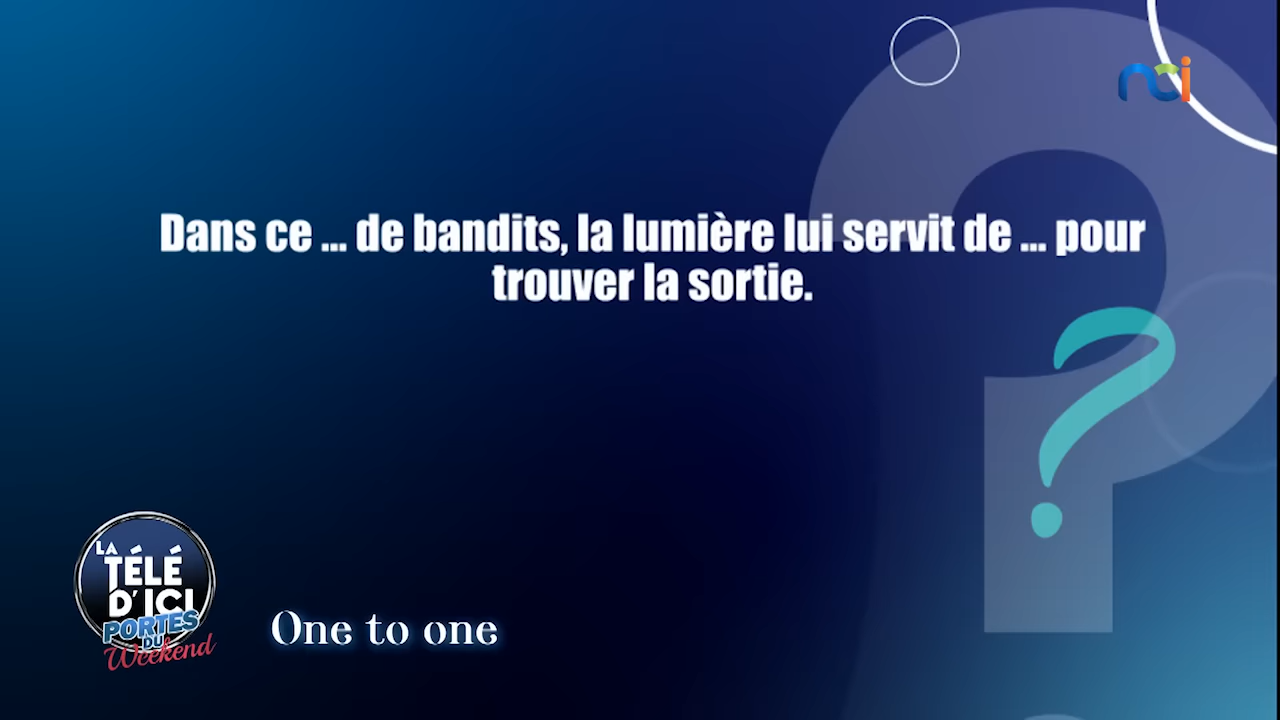 nci
Dans ce ... de bandits, la lumière lui servit de ... pour
trouver la sortie.
LA
TÉLÉ
D'ICI
PORTES
DU
Weekend
One to one